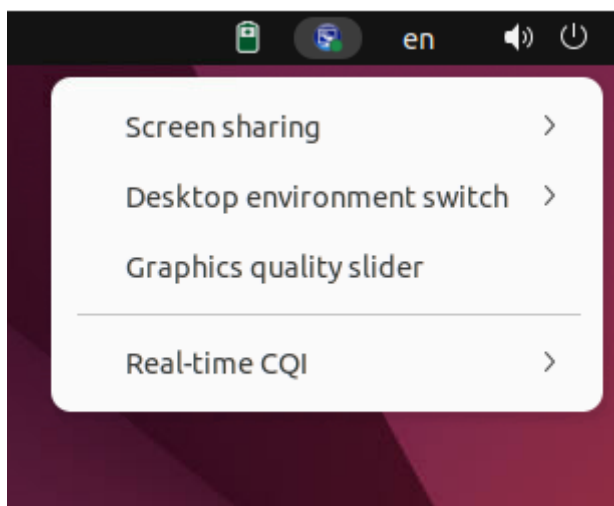 en
Screen sharing
Desktop environment switch
Graphics quality slider
Real-time CQI